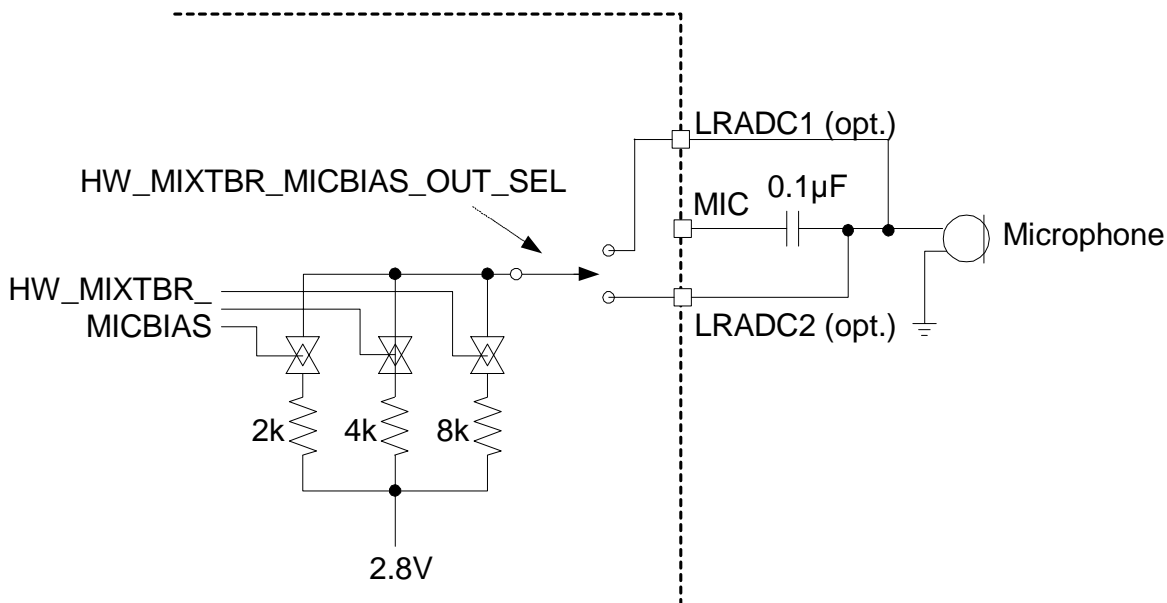 LRADC1 (opt.)
HW_MIXTBR_MICBIAS_OUT_SEL
0.1µF
MIC
Microphone
HW_MIXTBR_
MICBIAS
LRADC2 (opt.)
2k
4k
8k
2.8V